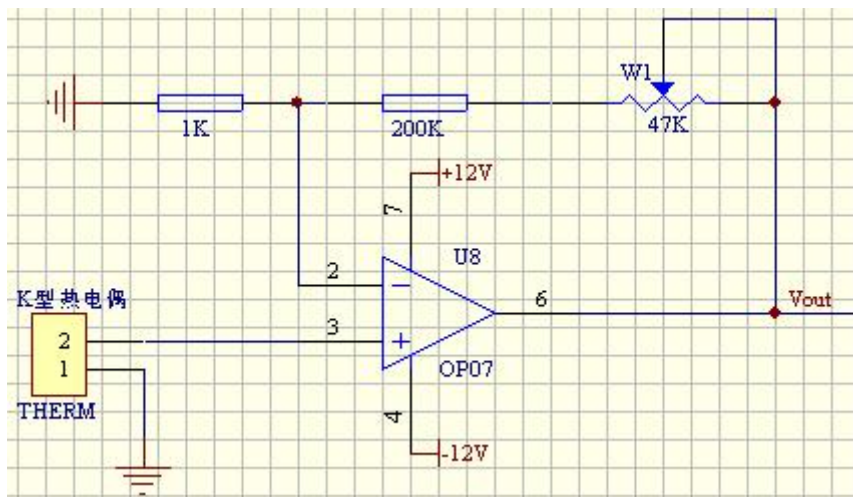 W1
1K
200K
47K
+12V
7
U8
2
6
Vout
K型热电偶
3
2
1
OP07
THERM
4
-12V